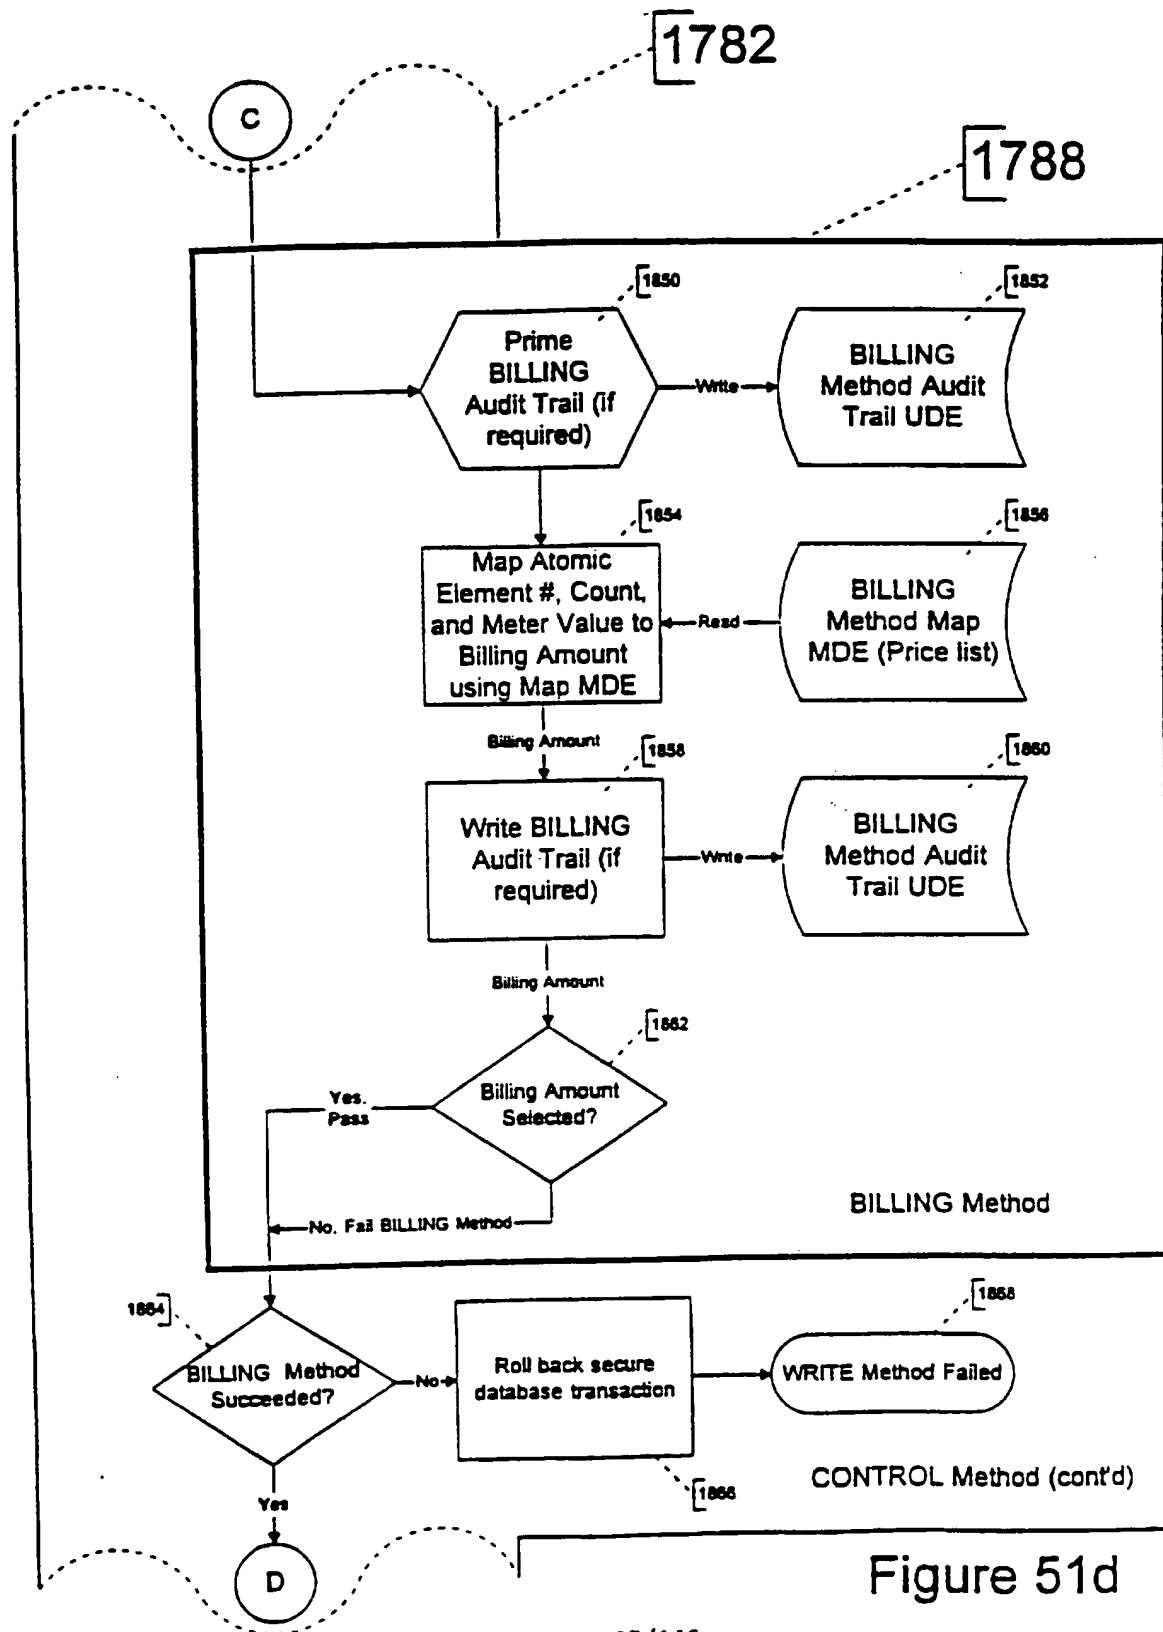 1782
C
1788
1850
1852
Prime
BILLING
Audit Trail (if
required)
Write
BILLING
Method Audit
Trail UDE
1854
1856
Map Atomic
Element #, Count,
and Meter Value to
Billing Amount
using Map MDE
Read
BILLING
Method Map
MDE (Price list)
Billing Amount
1858
1860
Write BILLING
Audit Trail (if
required)
Write
BILLING
Method Audit
Trail UDE
Billing Amount
1862
Billing Amount
Selected?
Yes.
Pass
No. Fail BILLING Method
BILLING Method
1864
BILLING Method
Succeeded?
No
Roll back secure
database transaction
1868
WRITE Method Failed
1866
CONTROL Method (cont'd)
Yes
D
Figure 51d